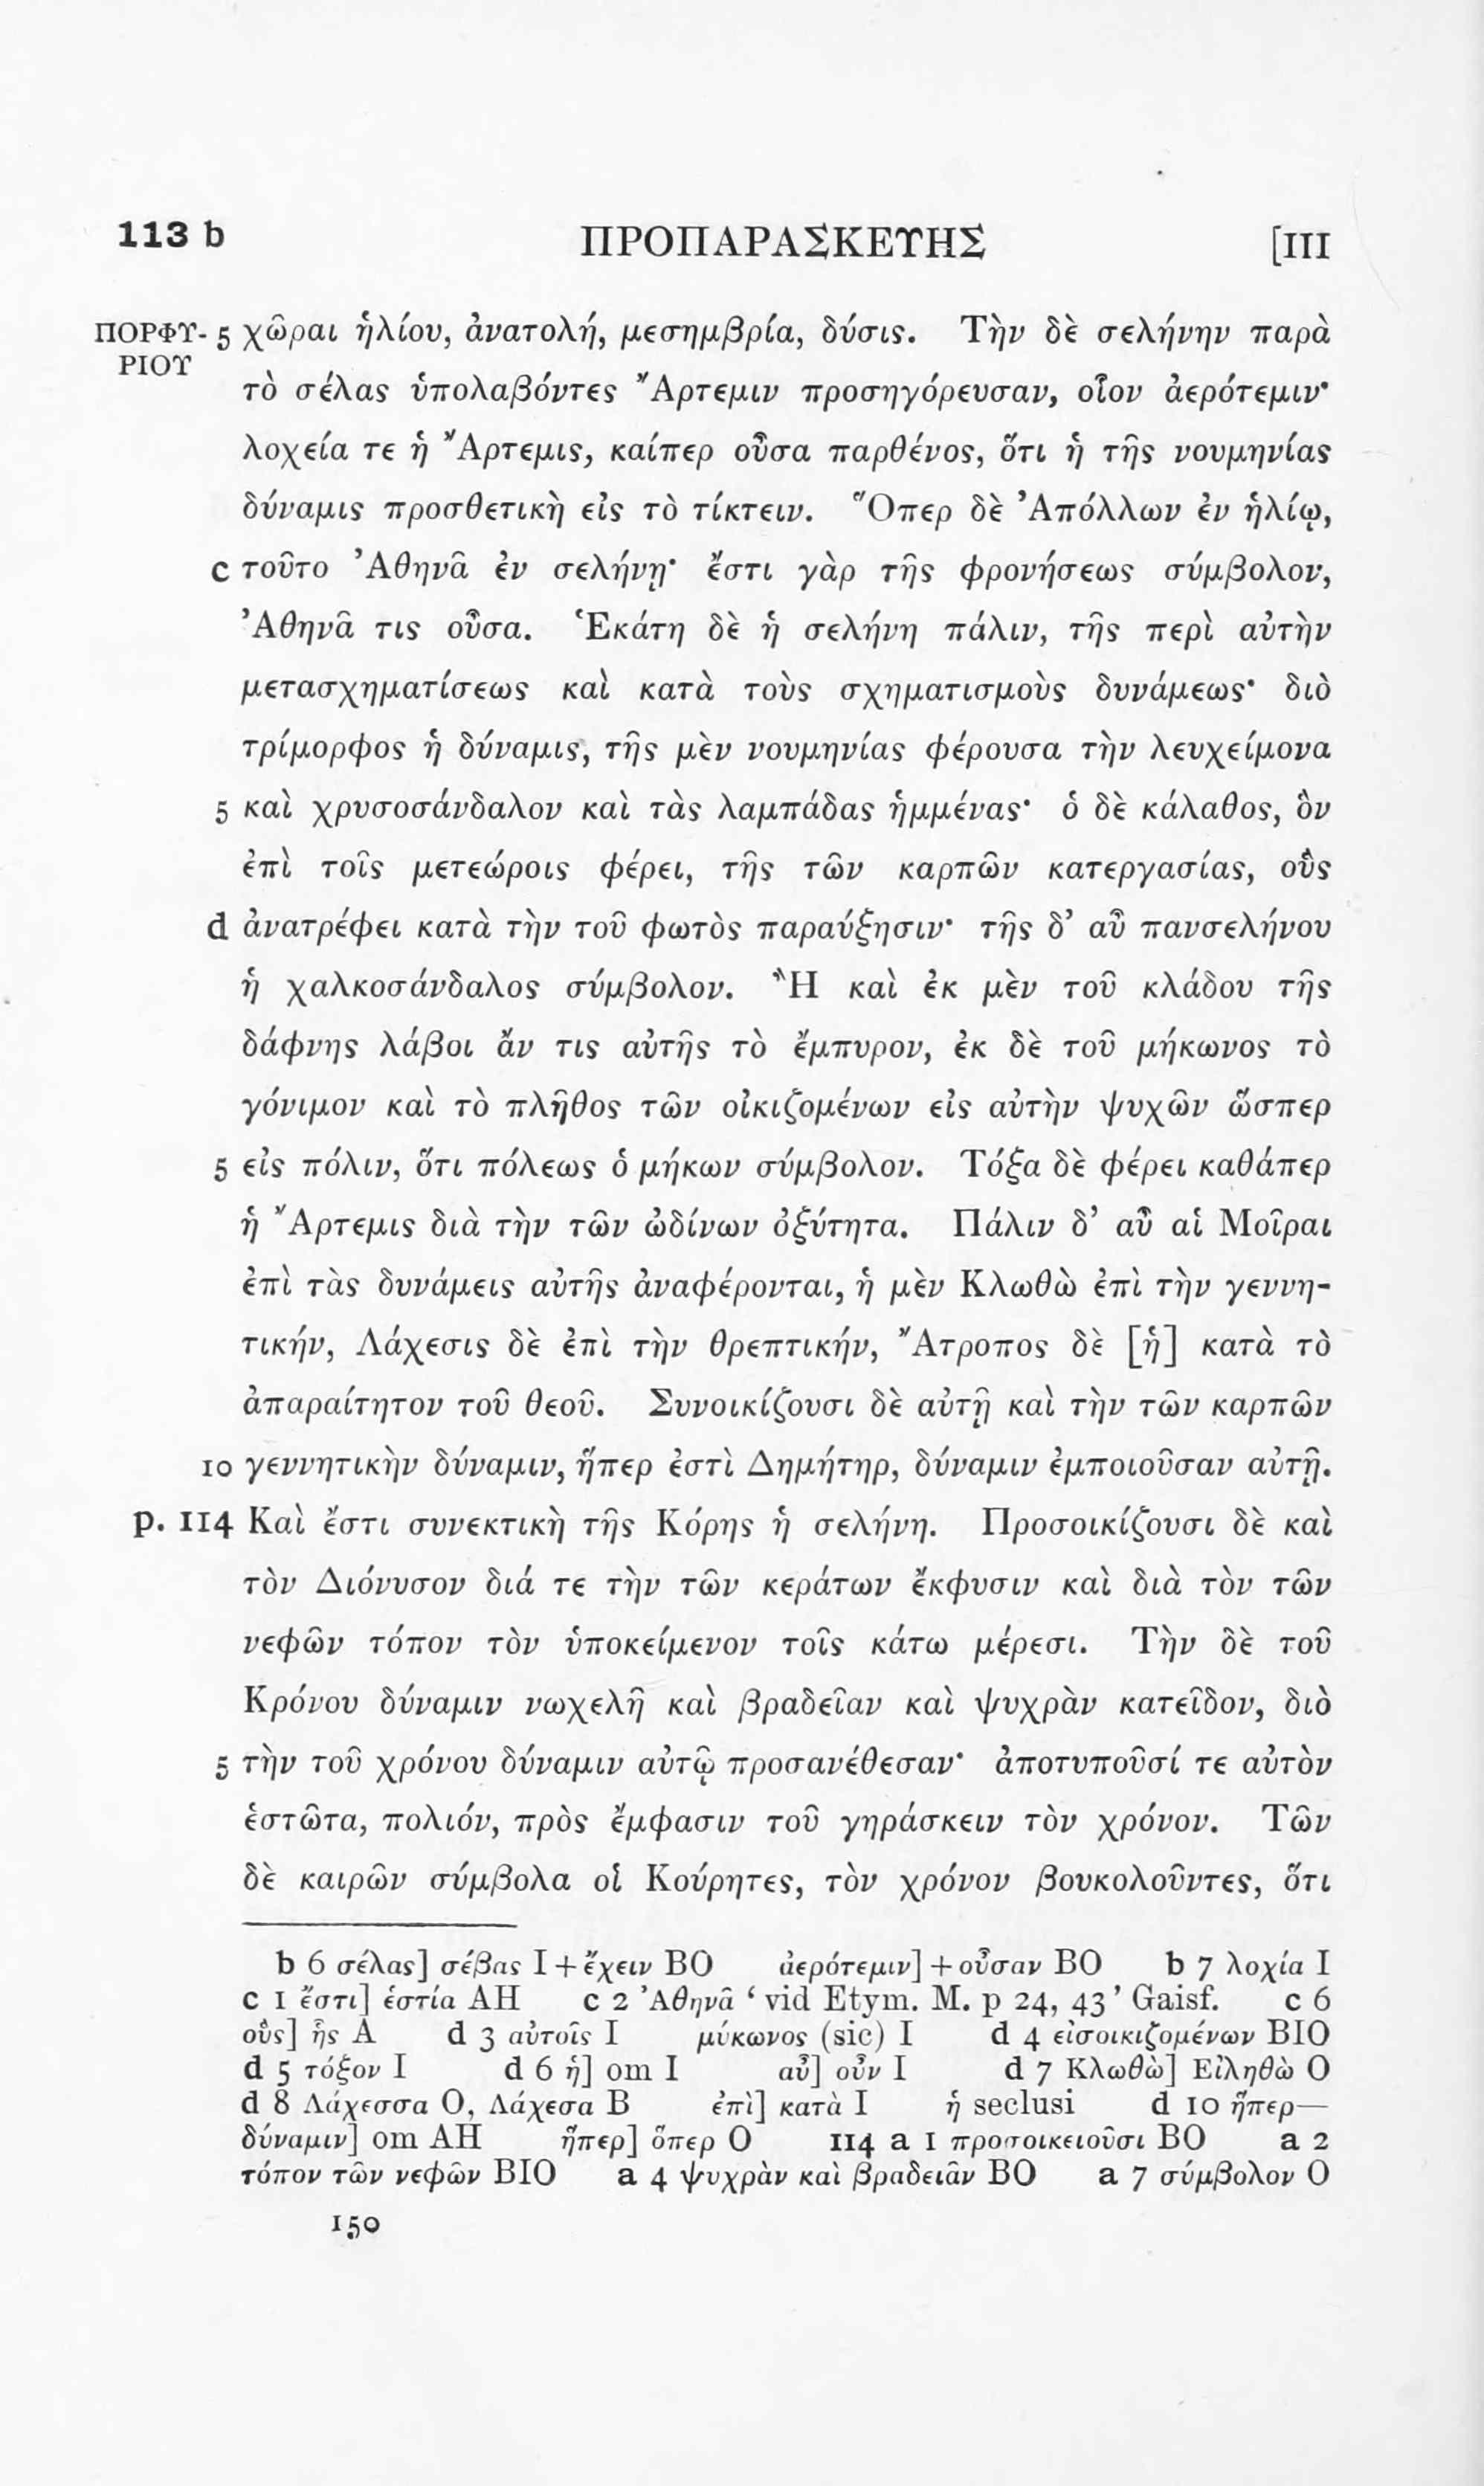 113 b ΠΡΟΠΑΡΑΣΚΕΥΗΣ [III
ΠΟΡΦΥ- 5 χῶραι ἡλίου, ἀνατολή, μεσημβρία, δύσις. Τὴν δὲ σελήνην παρὰ
ΡΙΟΥ
τὸ σέλας ὑπολαβόντες Ἄρτεμιν προσηγόρευσαν, οἷον ἀερότεμιν·
λοχεία τε ἡ Ἄρτεμις, καίπερ οὖσα παρθένος, ὅτι ἡ τῆς νουμηνίας
δύναμις προσθετικὴ εἰς τὸ τίκτειν. Ὅπερ δὲ Ἀπόλλων ἐν ἡλίῳ,
c τοῦτο Ἀθηνᾶ ἐν σελήνῃ· ἔστι γὰρ τῆς φρονήσεως σύμβολον,
Ἀθηνᾶ τις οὖσα. Ἑκάτη δὲ ἡ σελήνη πάλιν, τῆς περὶ αὐτὴν
μετασχηματίσεως καὶ κατὰ τοὺς σχηματισμοὺς δυνάμεως· διὸ
τρίμορφος ἡ δύναμις, τῆς μὲν νουμηνίας φέρουσα τὴν λευχείμονα
5 καὶ χρυσοσάνδαλον καὶ τὰς λαμπάδας ἡμμένας· ὁ δὲ κάλαθος, ὃν
ἐπὶ τοῖς μετεώροις φέρει, τῆς τῶν καρπῶν κατεργασίας, οὓς
d ἀνατρέφει κατὰ τὴν τοῦ φωτὸς παραύξησιν· τῆς δ’ αὖ πανσελήνου
ἡ χαλκοσάνδαλος σύμβολον. Ἢ καὶ ἐκ μὲν τοῦ κλάδου τῆς
δάφνης λάβοι ἄν τις αὐτῆς τὸ ἔμπυρον, ἐκ δὲ τοῦ μήκωνος τὸ
γόνιμον καὶ τὸ πλῆθος τῶν οἰκιζομένων εἰς αὐτὴν ψυχῶν ὥσπερ
5 εἰς πόλιν, ὅτι πόλεως ὁ μήκων σύμβολον. Τόξα δὲ φέρει καθάπερ
ἡ Ἄρτεμις διὰ τὴν τῶν ὠδίνων ὀξύτητα. Πάλιν δ’ αὖ αἱ Μοῖραι
ἐπὶ τὰς δυνάμεις αὐτῆς ἀναφέρονται, ἡ μὲν Κλωθὼ ἐπὶ τὴν γεννη-
τικήν, Λάχεσις δὲ ἐπὶ τὴν θρεπτικήν, Ἄτροπος δὲ [ἡ] κατὰ τὸ
ἀπαραίτητον τοῦ θεοῦ. Συνοικίζουσι δὲ αὐτῇ καὶ τὴν τῶν καρπῶν
10 γεννητικὴν δύναμιν, ἥπερ ἐστὶ Δημήτηρ, δύναμιν ἐμποιοῦσαν αὐτῇ.
p. 114 Καὶ ἔστι συνεκτικὴ τῆς Κόρης ἡ σελήνη. Προσοικίζουσι δὲ καὶ
τὸν Διόνυσον διά τε τὴν τῶν κεράτων ἔκφυσιν καὶ διὰ τὸν τῶν
νεφῶν τόπον τὸν ὑποκείμενον τοῖς κάτω μέρεσι. Τὴν δὲ τοῦ
Κρόνου δύναμιν νωχελῆ καὶ βραδεῖαν καὶ ψυχρὰν κατεῖδον, διὸ
5 τὴν τοῦ χρόνου δύναμιν αὐτῷ προσανέθεσαν· ἀποτυποῦσί τε αὐτὸν
ἑστῶτα, πολιόν, πρὸς ἔμφασιν τοῦ γηράσκειν τὸν χρόνον. Τῶν
δὲ καιρῶν σύμβολα οἱ Κούρητες, τὸν χρόνον βουκολοῦντες, ὅτι
b 6 σέλας] σέβας I + ἔχειν BO ἀερότεμιν] + οὖσαν BO b 7 λοχία I
c 1 ἔστι] ἑστία AH c 2 Ἀθηνᾶ ‘ vid Etym. M. p 24, 43 ’ Gaisf. c 6
οὓς] ἧς A d 3 αὐτοῖς I μύκωνος (sic) I d 4 εἰσοικιζομένων BIO
d 5 τόξον I d 6 ἡ] om I αὖ] οὖν I d 7 Κλωθὼ] Εἰληθὼ O
d 8 Λάχεσσα O, Λάχεσα B ἐπὶ] κατὰ I ἡ seclusi d 10 ἥπερ—
δύναμιν] om AH ἥπερ] ὅπερ O 114 a 1 προσοικειοῦσι BO a 2
τόπον τῶν νεφῶν BIO a 4 ψυχρὰν καὶ βραδειᾶν BO a 7 σύμβολον O
150